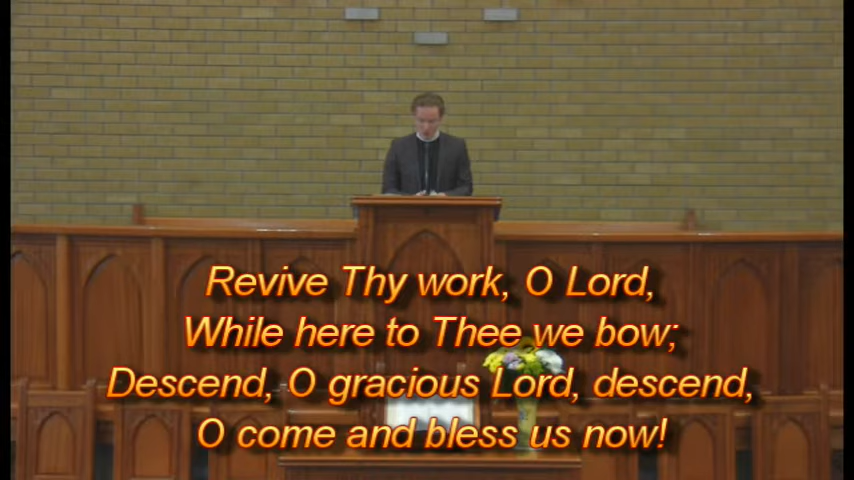 Revive Thy work, O Lord,
While here to Thee we bow;
Descend, O gracious Lord, descend,
O come and bless us now!